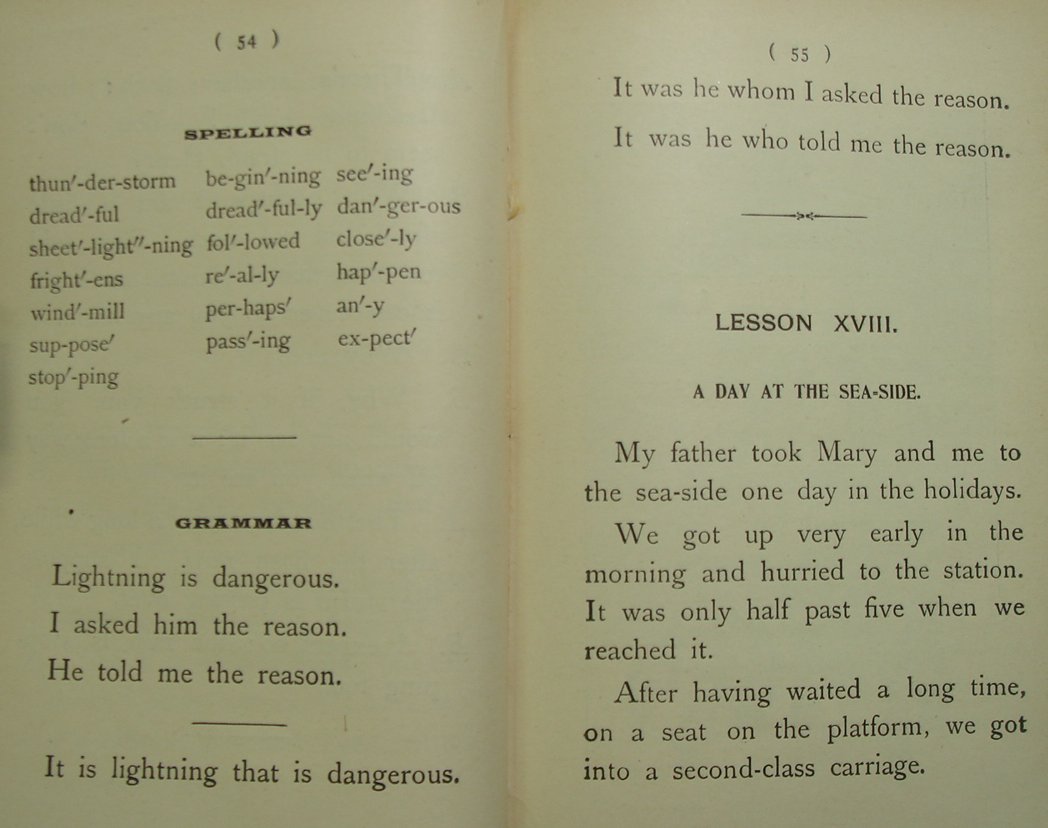 ( 54 )
SPELLING
thun′-der-storm be-gin′-ning see′-ing
dread′-ful dread′-ful-ly dan′-ger-ous
sheet′-light″-ning fol′-lowed close′-ly
fright′-ens re′-al-ly hap′-pen
wind′-mill per-haps′ an′-y
sup-pose′ pass′-ing ex-pect′
stop′-ping
GRAMMAR
Lightning is dangerous.
I asked him the reason.
He told me the reason.
It is lightning that is dangerous.
( 55 )
It was he whom I asked the reason.
It was he who told me the reason.
LESSON XVIII.
A DAY AT THE SEA-SIDE.
My father took Mary and me to
the sea-side one day in the holidays.
We got up very early in the
morning and hurried to the station.
It was only half past five when we
reached it.
After having waited a long time,
on a seat on the platform, we got
into a second-class carriage.